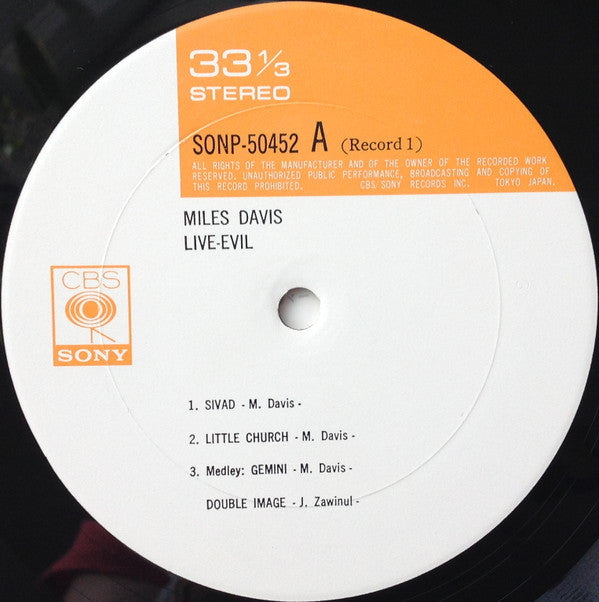 33 1/3
STEREO
SONP-50452 A (Record 1)
ALL RIGHTS OF THE MANUFACTURER AND OF THE OWNER OF THE RECORDED WORK
RESERVED. UNAUTHORIZED PUBLIC PERFORMANCE, BROADCASTING AND COPYING OF
THIS RECORD PROHIBITED. CBS/SONY RECORDS INC. TOKYO JAPAN.
MILES DAVIS
LIVE-EVIL
CBS
SONY
1. SIVAD - M. Davis -
2. LITTLE CHURCH - M. Davis -
3. Medley: GEMINI - M. Davis -
DOUBLE IMAGE - J. Zawinul -